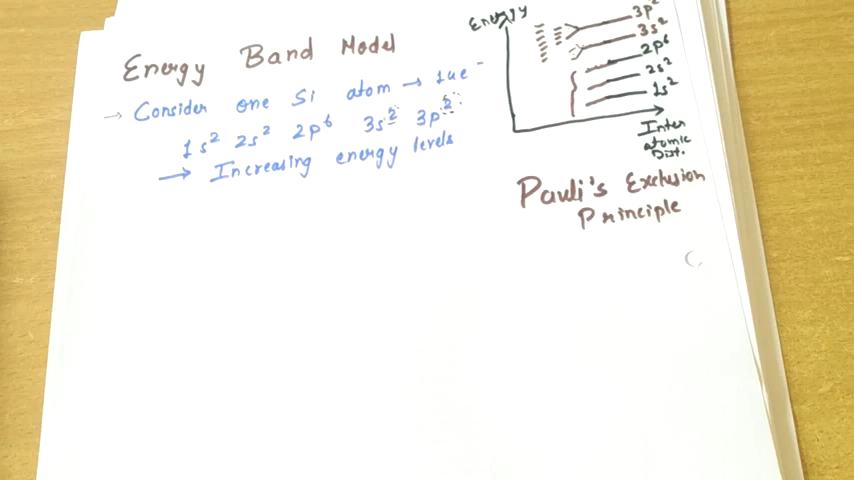 Energy Band Model
→ Consider one Si atom → 14e⁻
1s² 2s² 2p⁶ 3s² 3p²
→ Increasing energy levels
Energy
3p²
3s²
2p⁶
2s²
1s²
Inter
atomic
Dist.
Pauli's Exclusion
Principle